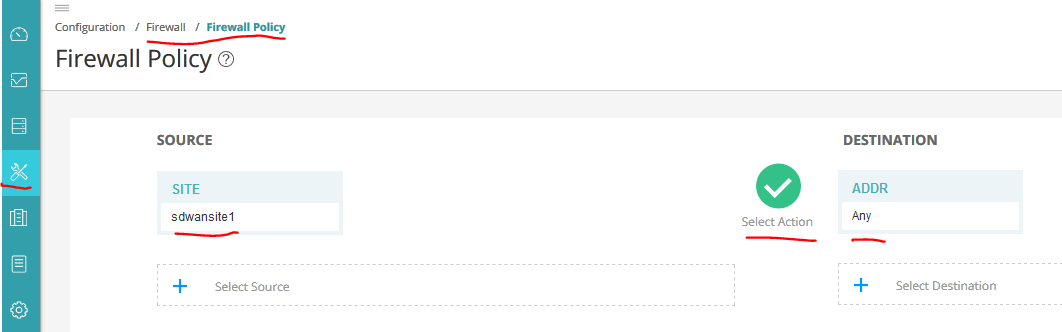 Configuration / Firewall / Firewall Policy
Firewall Policy ?
SOURCE
DESTINATION
SITE
ADDR
sdwansite1
Any
Select Action
Select Source
Select Destination